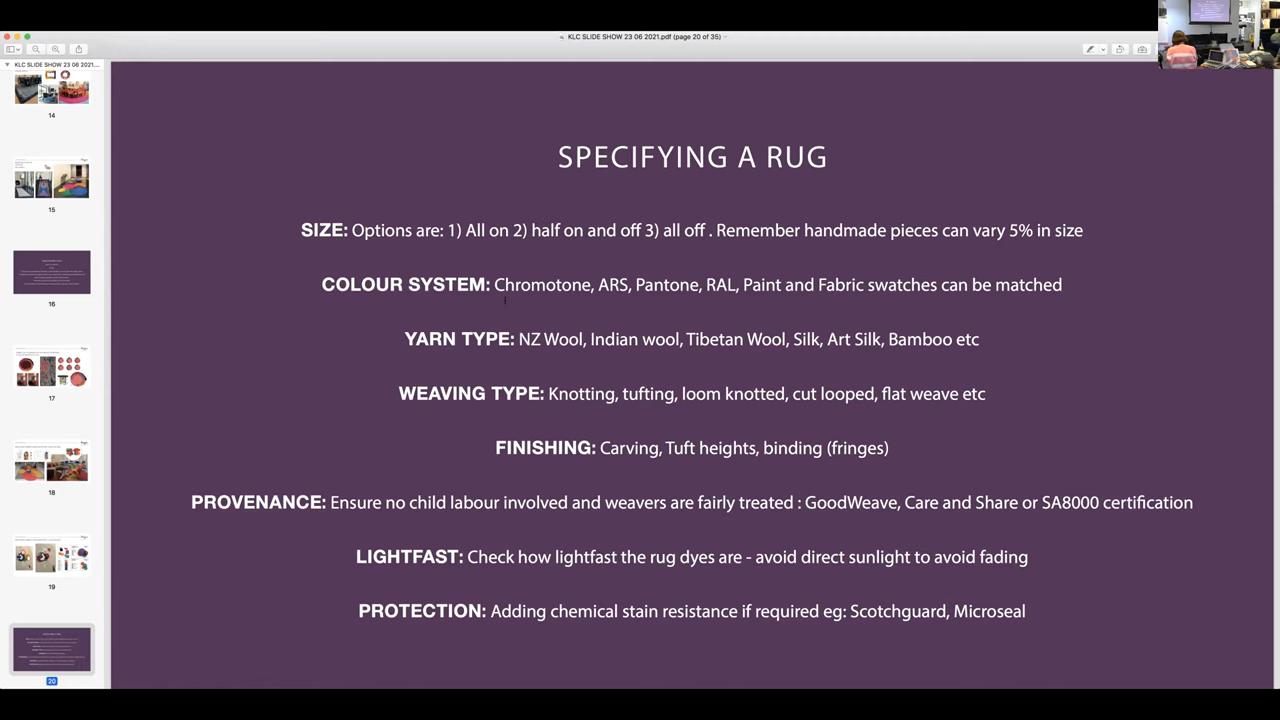 KLC SLIDE SHOW 23 06 2021.pdf (page 20 of 35)
KLC SLIDE SHOW 23 06 2021....
14
15
16
17
18
19
20
SPECIFYING A RUG
SIZE: Options are: 1) All on 2) half on and off 3) all off . Remember handmade pieces can vary 5% in size
COLOUR SYSTEM: Chromotone, ARS, Pantone, RAL, Paint and Fabric swatches can be matched
YARN TYPE: NZ Wool, Indian wool, Tibetan Wool, Silk, Art Silk, Bamboo etc
WEAVING TYPE: Knotting, tufting, loom knotted, cut looped, flat weave etc
FINISHING: Carving, Tuft heights, binding (fringes)
PROVENANCE: Ensure no child labour involved and weavers are fairly treated : GoodWeave, Care and Share or SA8000 certification
LIGHTFAST: Check how lightfast the rug dyes are - avoid direct sunlight to avoid fading
PROTECTION: Adding chemical stain resistance if required eg: Scotchguard, Microseal